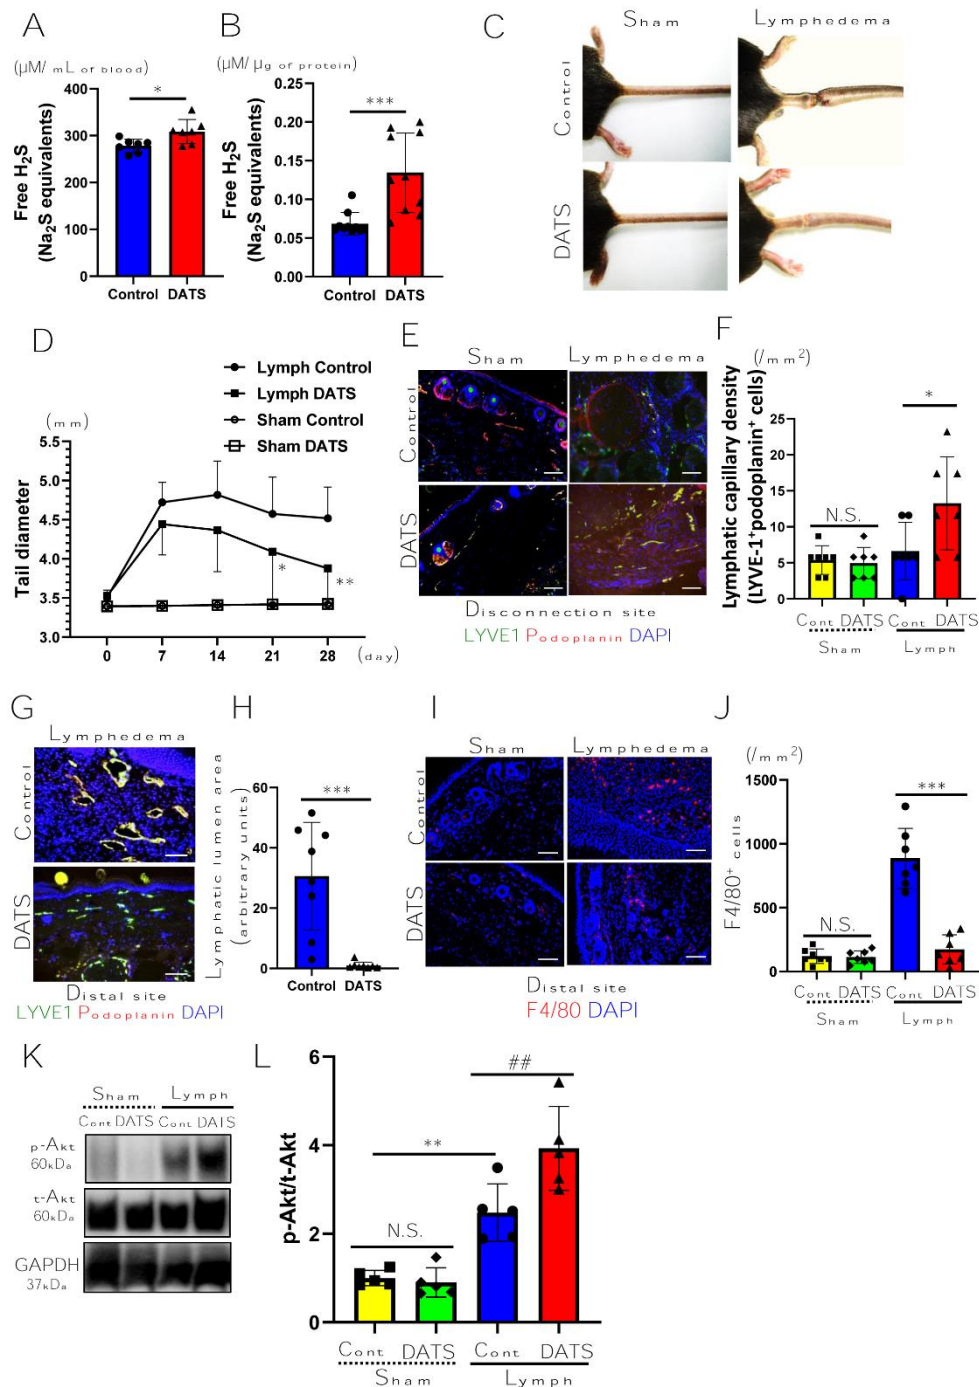 A
(μM/ mL of blood)
Free H₂S
(Na₂S equivalents)
400
300
200
100
0
*
Control DATS
B
(μM/ μg of protein)
Free H₂S
(Na₂S equivalents)
0.20
0.15
0.10
0.05
0.00
***
Control DATS
C
Sham Lymphedema
Control
DATS
D
Lymph Control
Lymph DATS
Sham Control
Sham DATS
(mm)
Tail diameter
5.0
4.5
4.0
3.5
3.0
*
**
0 7 14 21 28 (day)
E
Sham Lymphedema
Control
DATS
Disconnection site
LYVE1 Podoplanin DAPI
F
(/mm²)
Lymphatic capillary density
(LYVE-1⁺podoplanin⁺ cells)
25
20
15
10
5
0
N.S.
*
Cont DATS Cont DATS
Sham Lymph
G
Lymphedema
Control
DATS
Distal site
LYVE1 Podoplanin DAPI
H
Lymphatic lumen area
(arbitrary units)
60
40
20
0
***
Control DATS
I
Sham Lymphedema
Control
DATS
Distal site
F4/80 DAPI
J
(/mm²)
F4/80⁺ cells
1500
1000
500
0
N.S.
***
Cont DATS Cont DATS
Sham Lymph
K
Sham Lymph
Cont DATS Cont DATS
p-Akt
60kDa
t-Akt
60kDa
GAPDH
37kDa
L
p-Akt/t-Akt
6
4
2
0
N.S.
**
##
Cont DATS Cont DATS
Sham Lymph